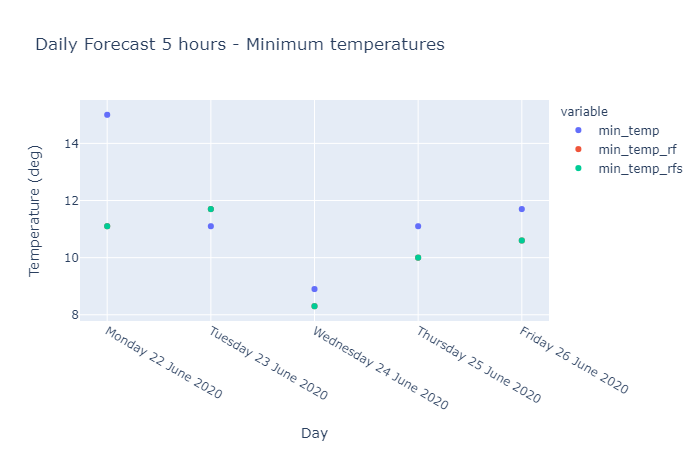 Daily Forecast 5 hours - Minimum temperatures
variable
min_temp
min_temp_rf
min_temp_rfs
Temperature (deg)
14
12
10
8
Monday 22 June 2020
Tuesday 23 June 2020
Wednesday 24 June 2020
Thursday 25 June 2020
Friday 26 June 2020
Day